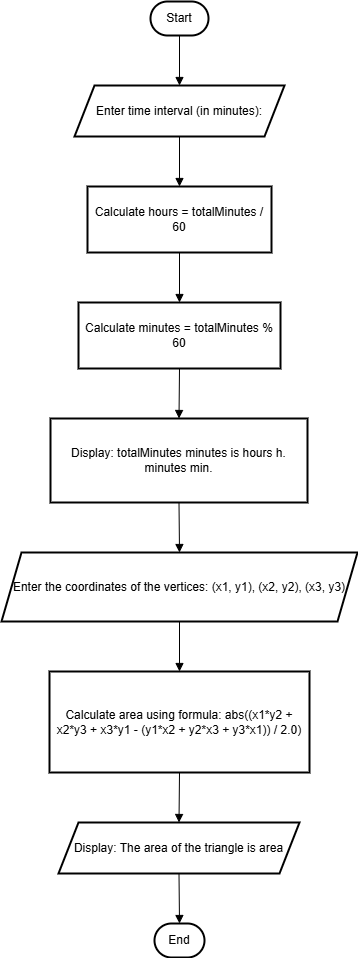 Start
Enter time interval (in minutes):
Calculate hours = totalMinutes /
60
Calculate minutes = totalMinutes %
60
Display: totalMinutes minutes is hours h.
minutes min.
Enter the coordinates of the vertices: (x1, y1), (x2, y2), (x3, y3)
Calculate area using formula: abs((x1*y2 +
x2*y3 + x3*y1 - (y1*x2 + y2*x3 + y3*x1)) / 2.0)
Display: The area of the triangle is area
End